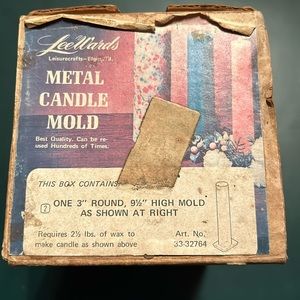 LeeWards
Leisurecrafts—Elgin, Ill.
METAL
CANDLE
MOLD
Best Quality. Can be re-
used Hundreds of Times.
THIS BOX CONTAINS
2 ONE 3" ROUND, 9½" HIGH MOLD
AS SHOWN AT RIGHT
Requires 2½ lbs. of wax to
make candle as shown above
Art. No.
33-32764